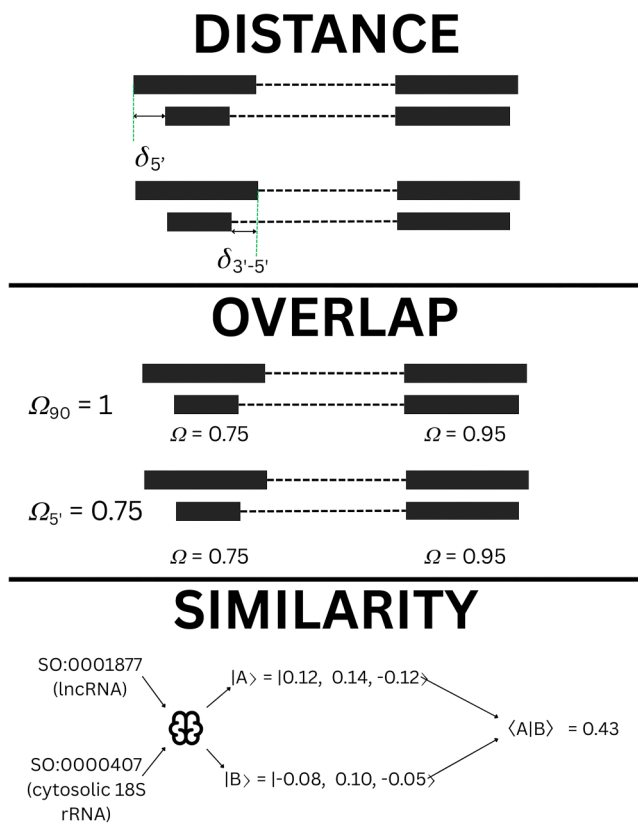 DISTANCE
δ5'
δ3'-5'
OVERLAP
Ω90 = 1
Ω = 0.75
Ω = 0.95
Ω5' = 0.75
Ω = 0.75
Ω = 0.95
SIMILARITY
SO:0001877
(lncRNA)
|A⟩ = |0.12, 0.14, -0.12⟩
⟨A|B⟩ = 0.43
SO:0000407
(cytosolic 18S
rRNA)
|B⟩ = |-0.08, 0.10, -0.05⟩